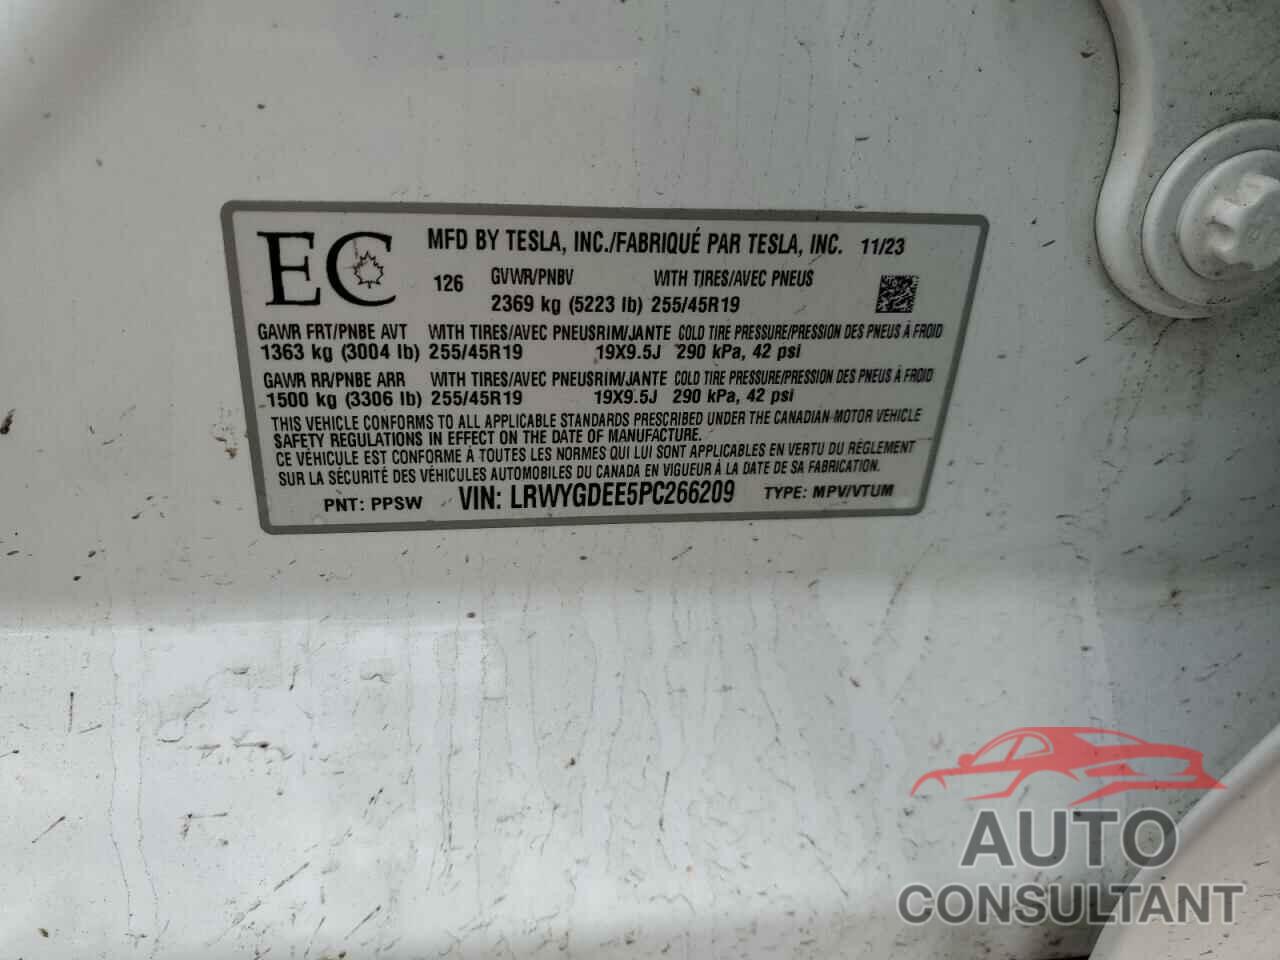 EC MFD BY TESLA, INC./FABRIQUÉ PAR TESLA, INC. 11/23
126 GVWR/PNBV WITH TIRES/AVEC PNEUS
2369 kg (5223 lb) 255/45R19
GAWR FRT/PNBE AVT WITH TIRES/AVEC PNEUS RIM/JANTE COLD TIRE PRESSURE/PRESSION DES PNEUS À FROID
1363 kg (3004 lb) 255/45R19 19X9.5J 290 kPa, 42 psi
GAWR RR/PNBE ARR WITH TIRES/AVEC PNEUS RIM/JANTE COLD TIRE PRESSURE/PRESSION DES PNEUS À FROID
1500 kg (3306 lb) 255/45R19 19X9.5J 290 kPa, 42 psi
THIS VEHICLE CONFORMS TO ALL APPLICABLE STANDARDS PRESCRIBED UNDER THE CANADIAN MOTOR VEHICLE
SAFETY REGULATIONS IN EFFECT ON THE DATE OF MANUFACTURE.
CE VÉHICULE EST CONFORME À TOUTES LES NORMES QUI LUI SONT APPLICABLES EN VERTU DU RÈGLEMENT
SUR LA SÉCURITÉ DES VÉHICULES AUTOMOBILES DU CANADA EN VIGUEUR À LA DATE DE SA FABRICATION.
PNT: PPSW VIN: LRWYGDEE5PC266209 TYPE: MPV/VTUM
AUTO
CONSULTANT